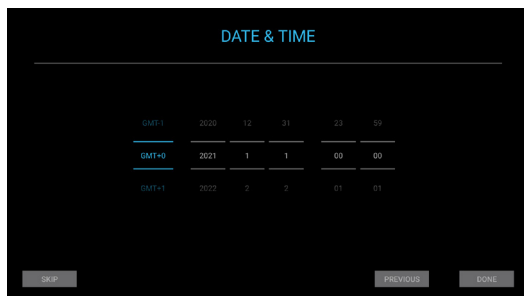 DATE & TIME
GMT-1 2020 12 31 23 59
GMT+0 2021 1 1 00 00
GMT+1 2022 2 2 01 01
SKIP PREVIOUS DONE